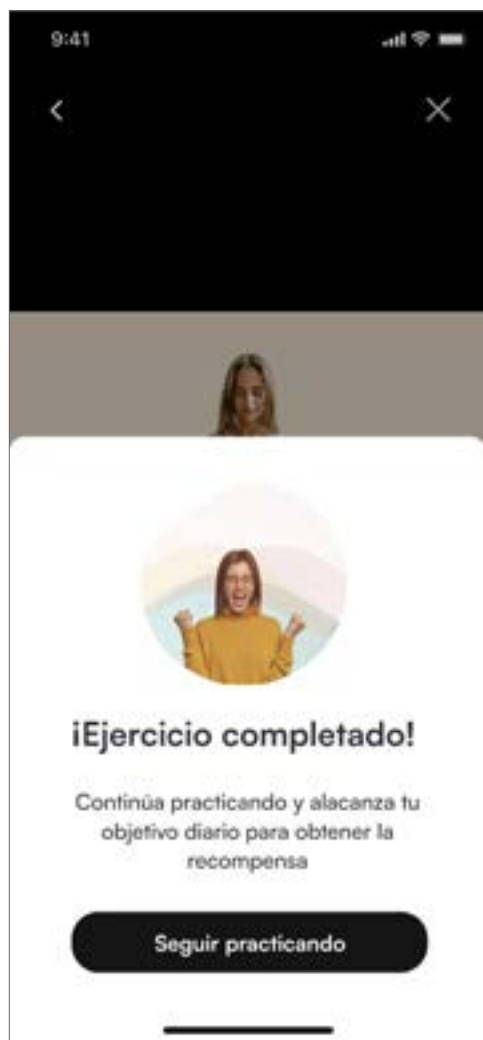 9:41
¡Ejercicio completado!
Continúa practicando y alacanza tu
objetivo diario para obtener la
recompensa
Seguir practicando